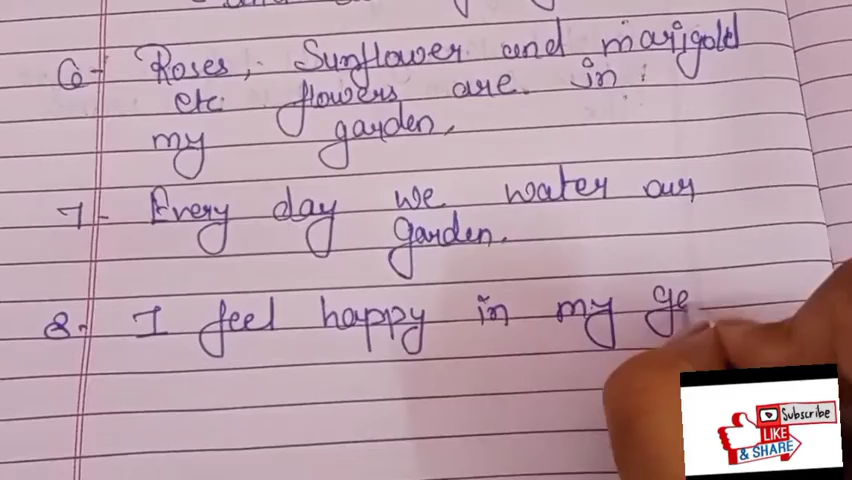 6- Roses, Sunflower and marigold
etc. flowers are in
my garden.
7- Every day we water our
garden.
8. I feel happy in my ge
Subscribe
LIKE
& SHARE